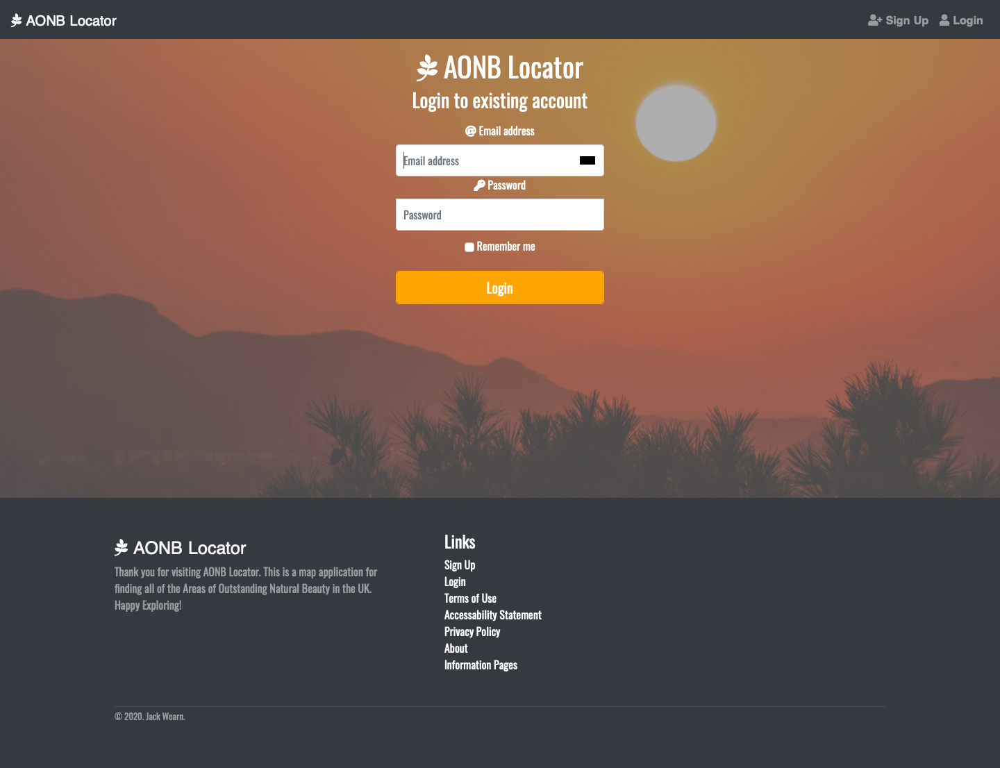 AONB Locator
Sign Up
Login
AONB Locator
Login to existing account
Email address
Email address
Password
Password
Remember me
Login
AONB Locator
Thank you for visiting AONB Locator. This is a map application for
finding all of the Areas of Outstanding Natural Beauty in the UK.
Happy Exploring!
Links
Sign Up
Login
Terms of Use
Accessability Statement
Privacy Policy
About
Information Pages
© 2020. Jack Wearn.